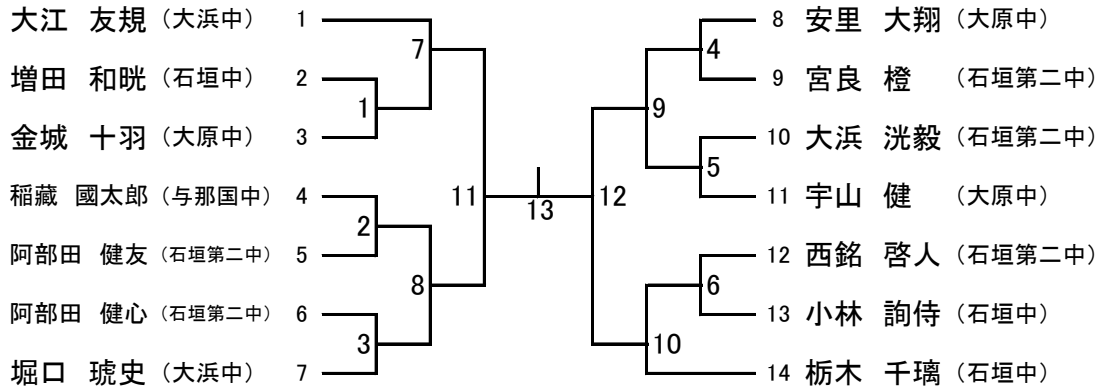 大江 友規 (大浜中) 1
増田 和晄 (石垣中) 2
金城 十羽 (大原中) 3
稲蔵 國太郎 (与那国中) 4
阿部田 健友 (石垣第二中) 5
阿部田 健心 (石垣第二中) 6
堀口 琥史 (大浜中) 7
7
1
2
8
3
11
13
12
4
9
5
6
10
8 安里 大翔 (大原中)
9 宮良 橙 (石垣第二中)
10 大浜 洸毅 (石垣第二中)
11 宇山 健 (大原中)
12 西銘 啓人 (石垣第二中)
13 小林 詢侍 (石垣中)
14 栃木 千璃 (石垣中)